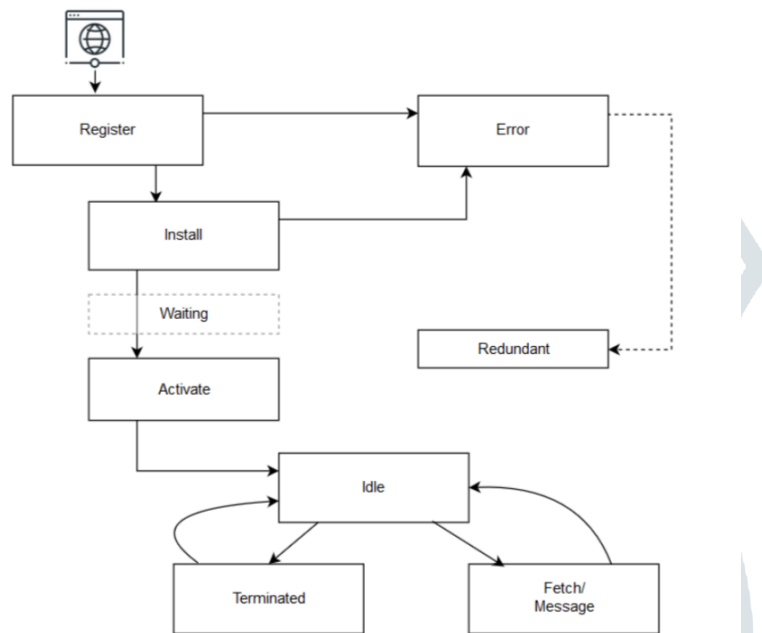 Register
Error
Install
Waiting
Redundant
Activate
Idle
Terminated
Fetch/
Message